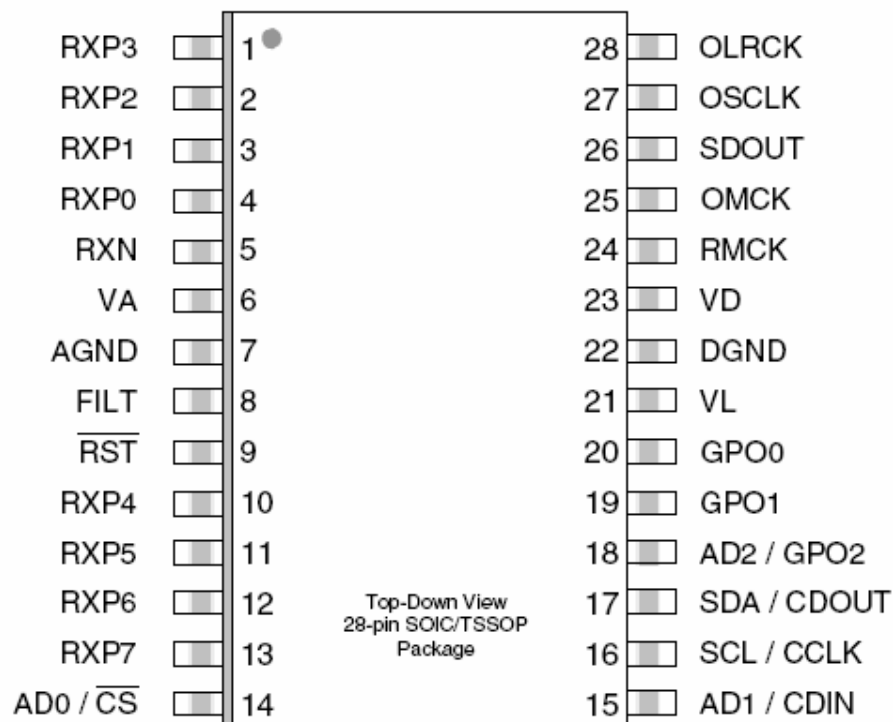 RXP3 1 28 OLRCK
RXP2 2 27 OSCLK
RXP1 3 26 SDOUT
RXP0 4 25 OMCK
RXN 5 24 RMCK
VA 6 23 VD
AGND 7 22 DGND
FILT 8 21 VL
RST 9 20 GPO0
RXP4 10 19 GPO1
RXP5 11 18 AD2 / GPO2
RXP6 12 17 SDA / CDOUT
RXP7 13 16 SCL / CCLK
AD0 / CS 14 15 AD1 / CDIN
Top-Down View
28-pin SOIC/TSSOP
Package